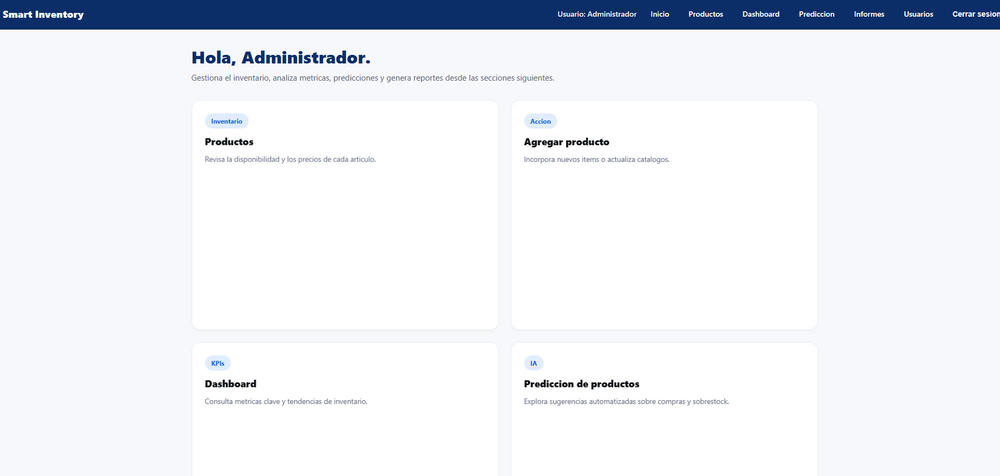 Smart Inventory
Usuario: Administrador Inicio Productos Dashboard Prediccion Informes Usuarios Cerrar sesion
Hola, Administrador.
Gestiona el inventario, analiza metricas, predicciones y genera reportes desde las secciones siguientes.
Inventario
Productos
Revisa la disponibilidad y los precios de cada articulo.
Accion
Agregar producto
Incorpora nuevos items o actualiza catalogos.
KPIs
Dashboard
Consulta metricas clave y tendencias de inventario.
IA
Prediccion de productos
Explora sugerencias automatizadas sobre compras y sobrestock.